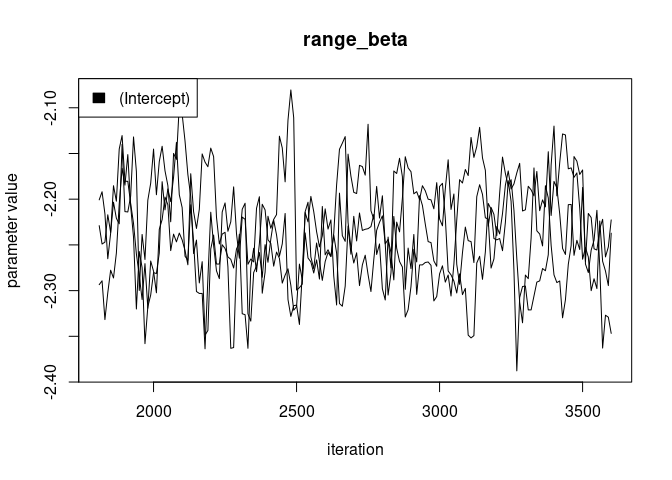 range_beta
(Intercept)
parameter value
-2.10
-2.20
-2.30
-2.40
2000
2500
3000
3500
iteration